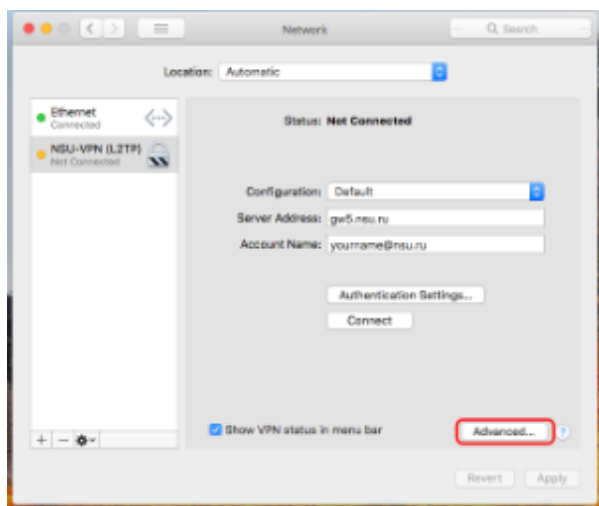 Network
Search
Location: Automatic
Ethernet
Connected
NSU-VPN (L2TP)
Not Connected
Status: Not Connected
Configuration: Default
Server Address: gw5.nsu.ru
Account Name: yourname@nsu.ru
Authentication Settings...
Connect
Show VPN status in menu bar
Advanced...
?
+ −
Revert
Apply